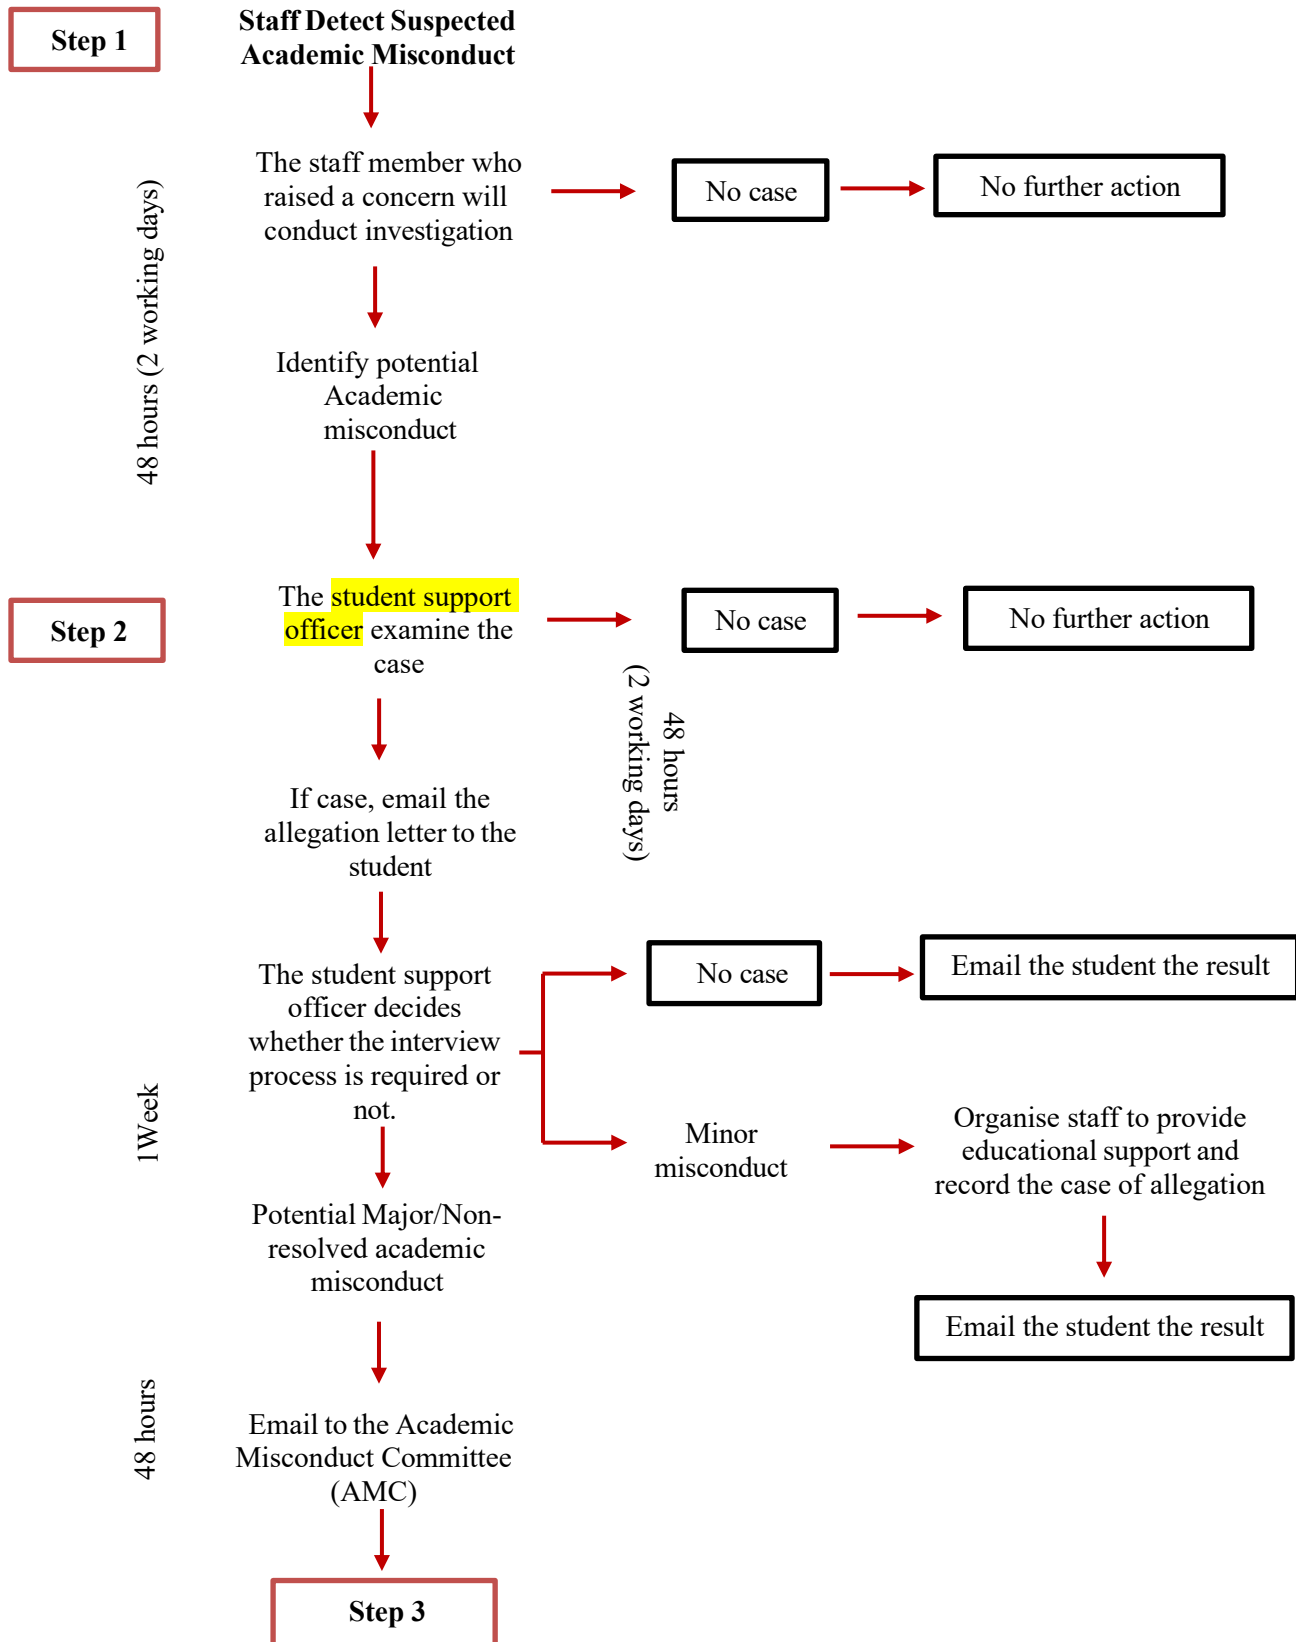 Step 1
Staff Detect Suspected
Academic Misconduct
48 hours (2 working days)
The staff member who
raised a concern will
conduct investigation
No case
No further action
Identify potential
Academic
misconduct
Step 2
The student support
officer examine the
case
No case
No further action
48 hours
(2 working days)
If case, email the
allegation letter to the
student
The student support
officer decides
whether the interview
process is required or
not.
No case
Email the student the result
1Week
Minor
misconduct
Organise staff to provide
educational support and
record the case of allegation
Potential Major/Non-
resolved academic
misconduct
Email the student the result
48 hours
Email to the Academic
Misconduct Committee
(AMC)
Step 3